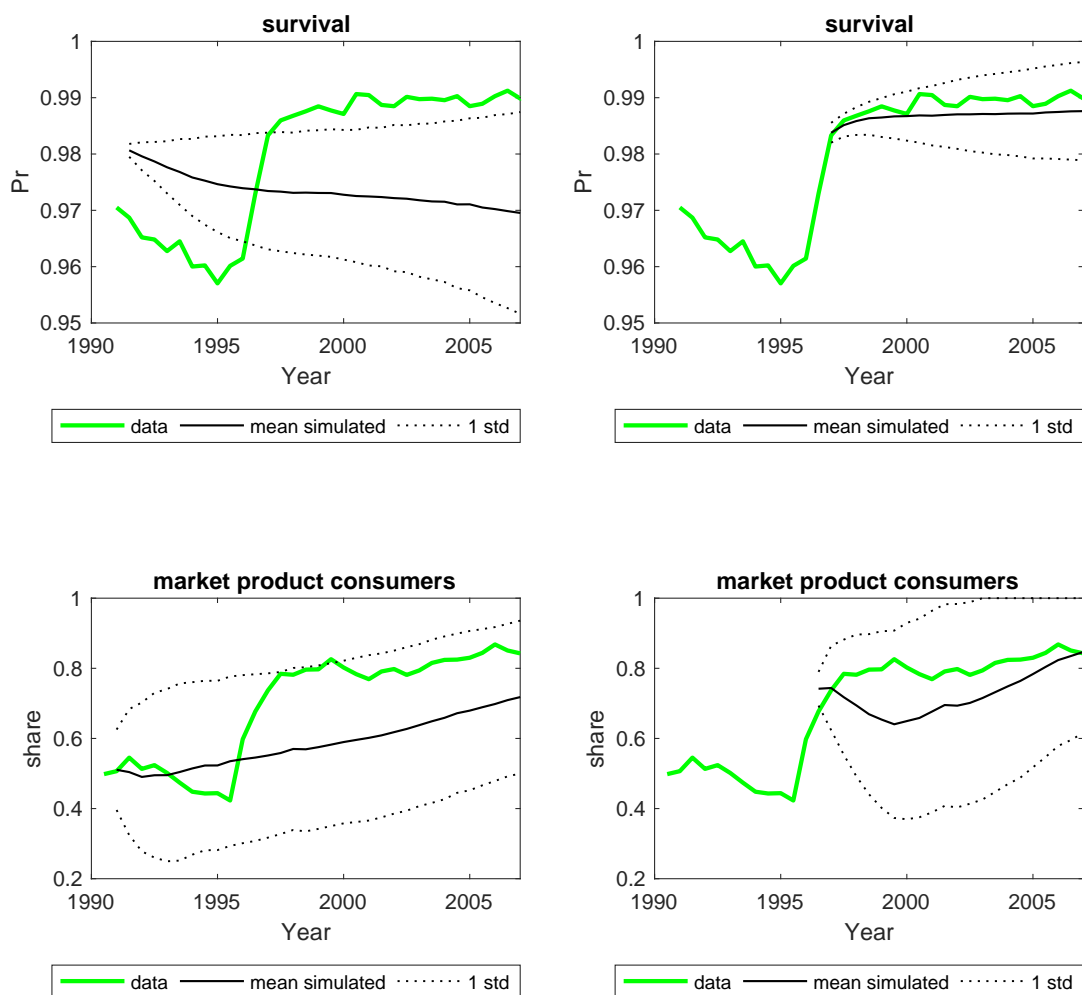 survival
1
0.99
0.98
0.97
0.96
0.95
Pr
1990 1995 2000 2005
Year
data mean simulated 1 std
survival
1
0.99
0.98
0.97
0.96
0.95
Pr
1990 1995 2000 2005
Year
data mean simulated 1 std
market product consumers
1
0.8
0.6
0.4
0.2
share
1990 1995 2000 2005
Year
data mean simulated 1 std
market product consumers
1
0.8
0.6
0.4
0.2
share
1990 1995 2000 2005
Year
data mean simulated 1 std